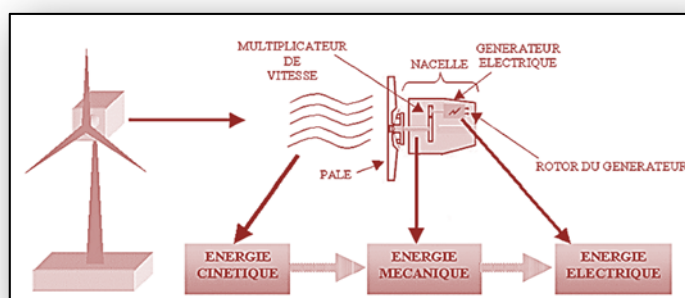 MULTIPLICATEUR
DE
VITESSE
NACELLE
GENERATEUR
ELECTRIQUE
PALE
ROTOR DU GENERATEUR
ENERGIE
CINETIQUE
ENERGIE
MECANIQUE
ENERGIE
ELECTRIQUE